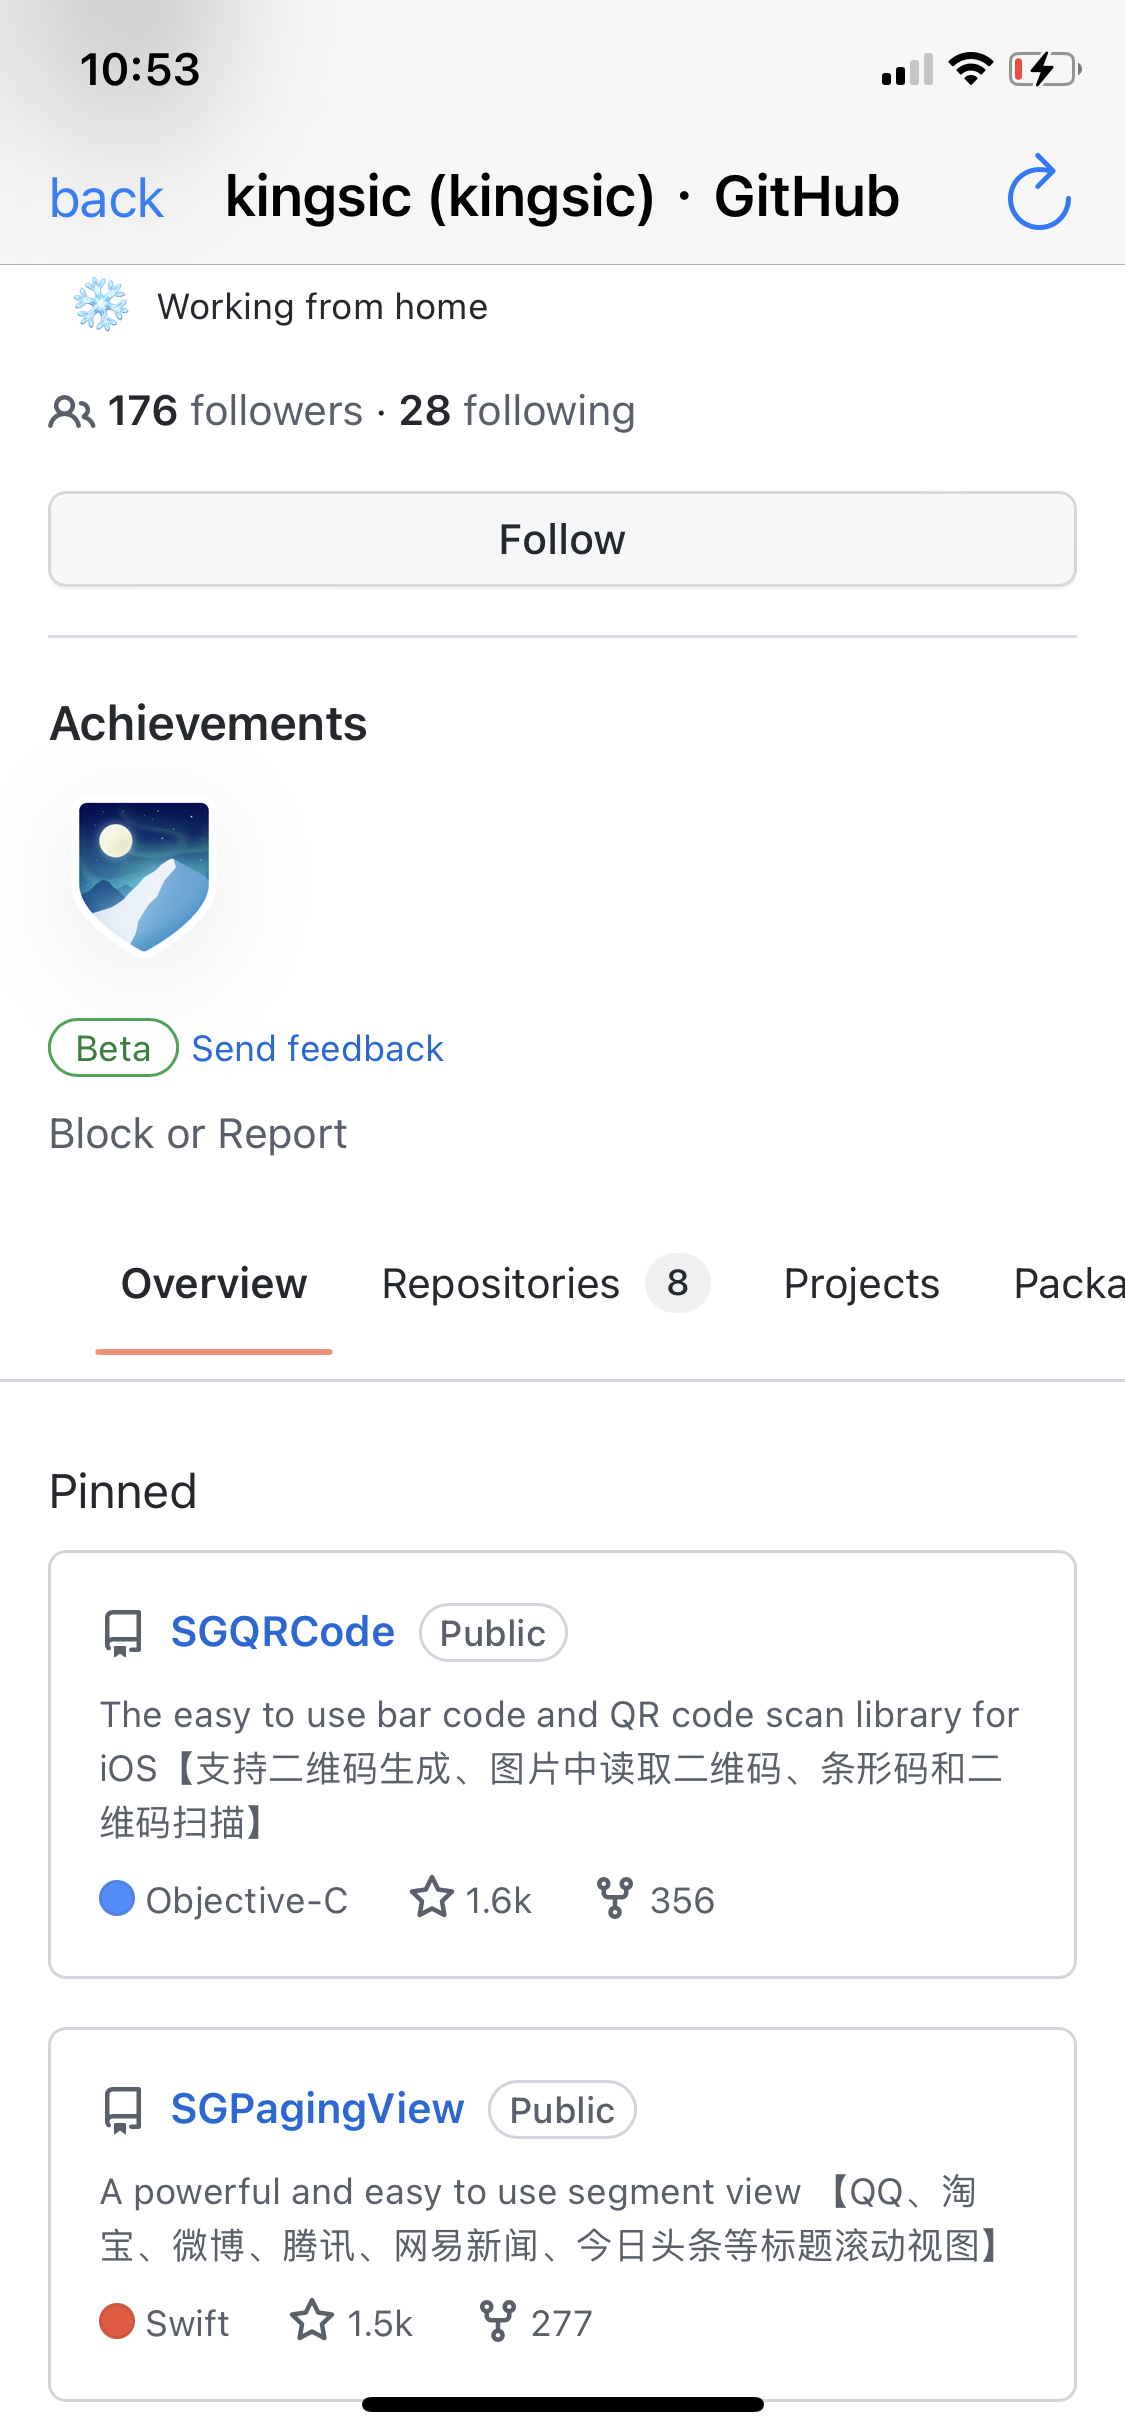 10:53
back kingsic (kingsic) · GitHub
Working from home
176 followers · 28 following
Follow
Achievements
Beta Send feedback
Block or Report
Overview Repositories 8 Projects Packa
Pinned
SGQRCode Public
The easy to use bar code and QR code scan library for
iOS【支持二维码生成、图片中读取二维码、条形码和二
维码扫描】
Objective-C 1.6k 356
SGPagingView Public
A powerful and easy to use segment view 【QQ、淘
宝、微博、腾讯、网易新闻、今日头条等标题滚动视图】
Swift 1.5k 277